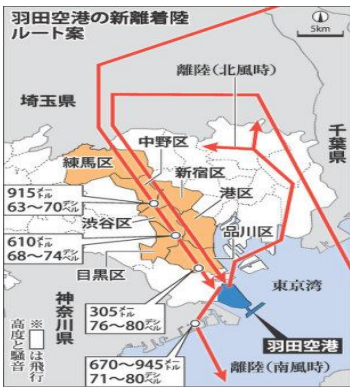 羽田空港の新離着陸
ルート案
5km
離陸(北風時)
埼玉県
千葉県
中野区
練馬区
新宿区
915メートル
63~70デシベル
港区
渋谷区
品川区
610メートル
68~74デシベル
目黒区
東京湾
神奈川県
305メートル
76~80デシベル
羽田空港
※□は飛行
高度と騒音
670~945メートル
71~80デシベル
離陸(南風時)